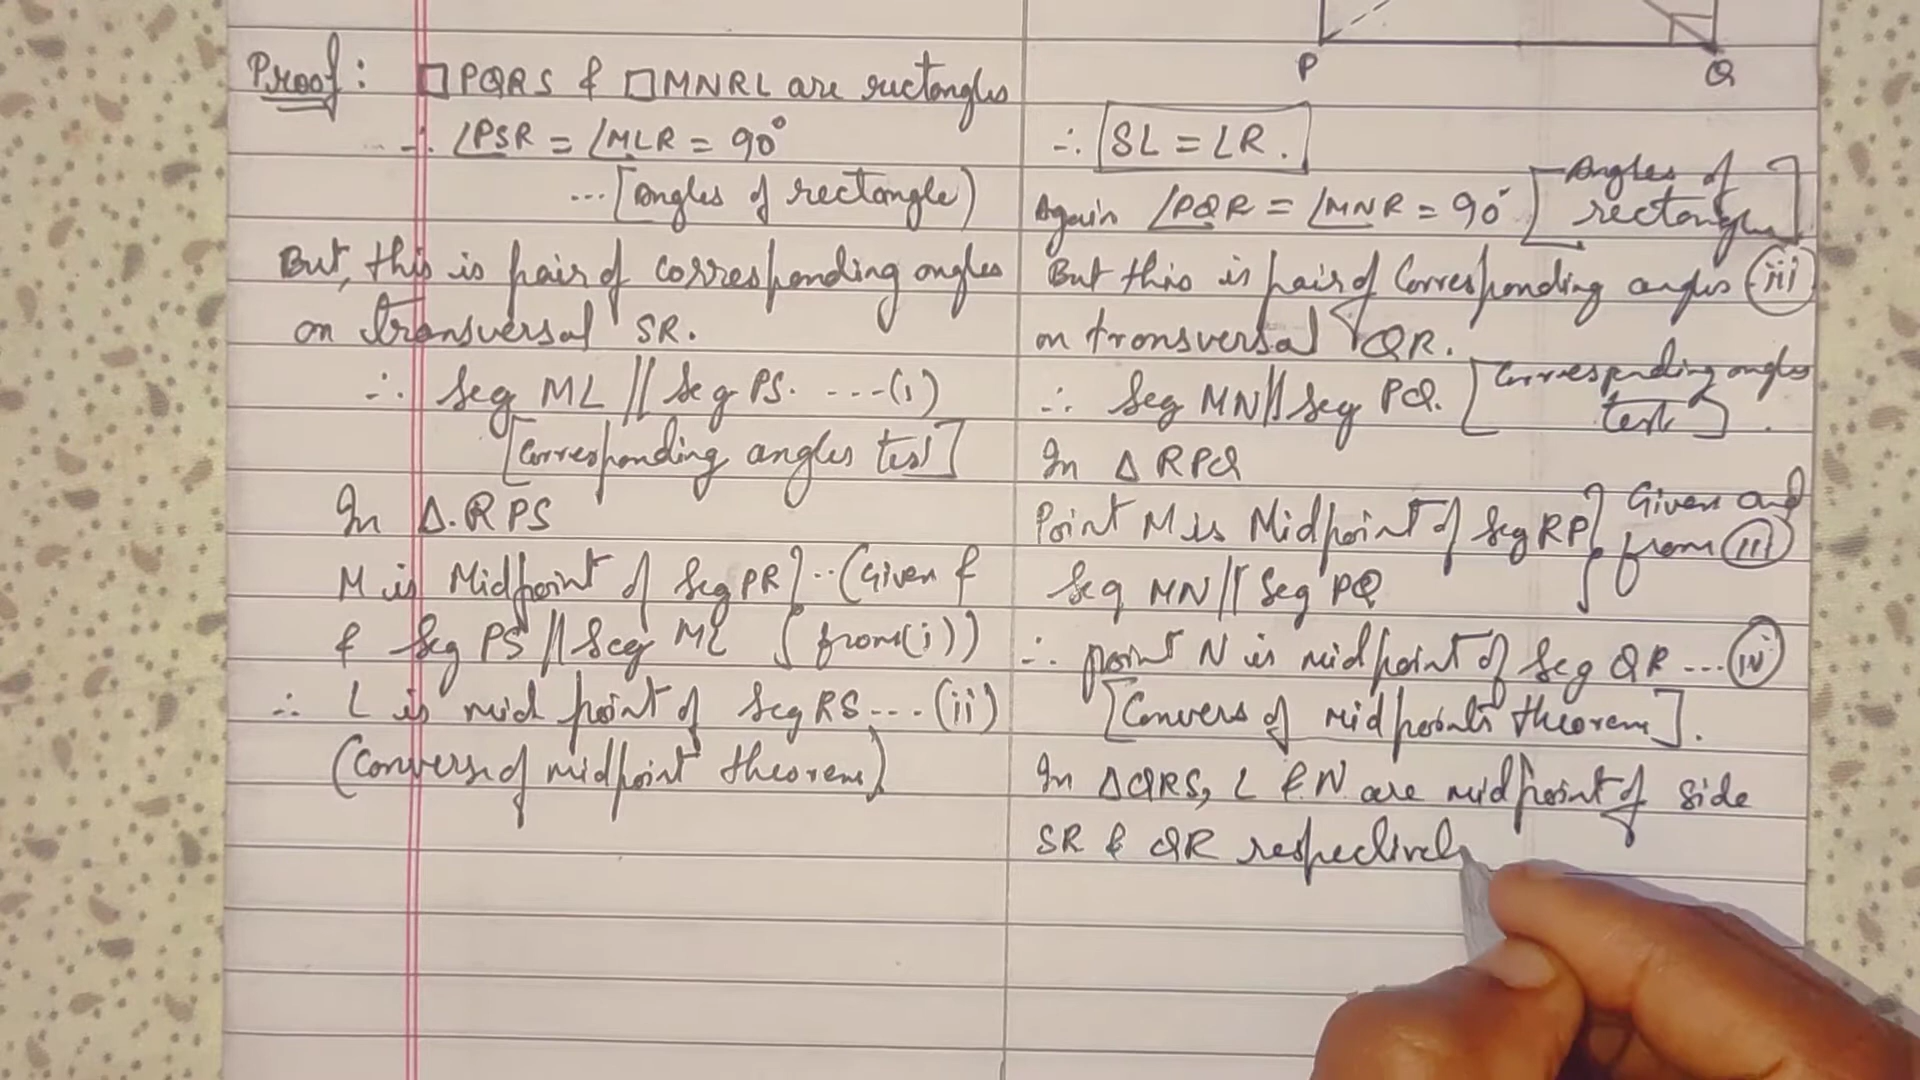 Proof: □PQRS & □MNRL are rectangles
∴ ∠PSR = ∠MLR = 90°
...[Angles of rectangle)
But, this is pair of corresponding angles
on transversal SR.
∴ Seg ML || Seg PS. ----(i)
[Corresponding angles test]
In Δ.RPS
M is Midpoint of Seg PR } ..(Given &
& Seg PS || Seg ML } from (i))
∴ L is mid point of Seg RS ---- (ii)
(Convers of midpoint theorem)
P
Q
∴ SL = LR.
Again ∠PQR = ∠MNR = 90° [Angles of rectangle]
But this is pair of Corresponding angles (iii)
on transversal QR.
∴ Seg MN || Seg PQ. [Corresponding angles test].
In Δ RPQ
Point M is Midpoint of Seg RP } Given and
Seg MN || Seg PQ } from (iii)
∴ point N is midpoint of Seg QR ... (iv)
[Convers of midpoint theorem].
In ΔQRS, L & N are midpoint of side
SR & QR respectively